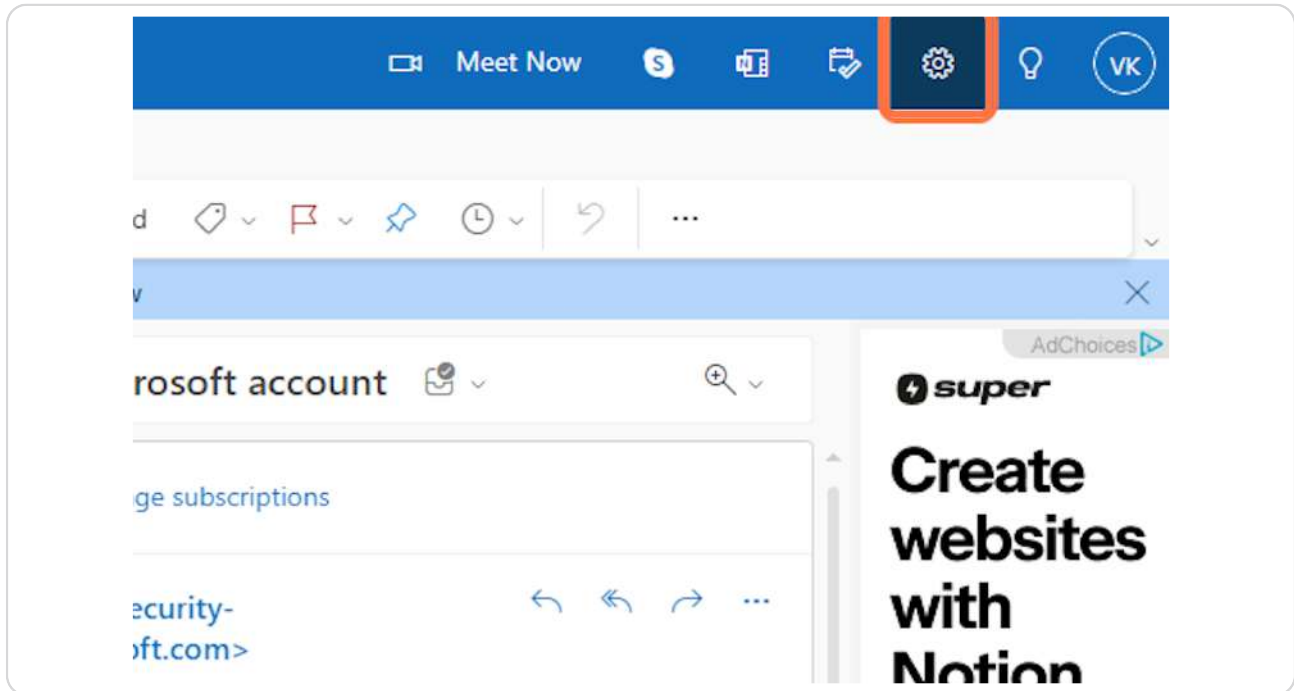 Meet Now
S
N
VK
d
w
AdChoices
rosoft account
super
ge subscriptions
Create
websites
with
Notion
ecurity-
oft.com>